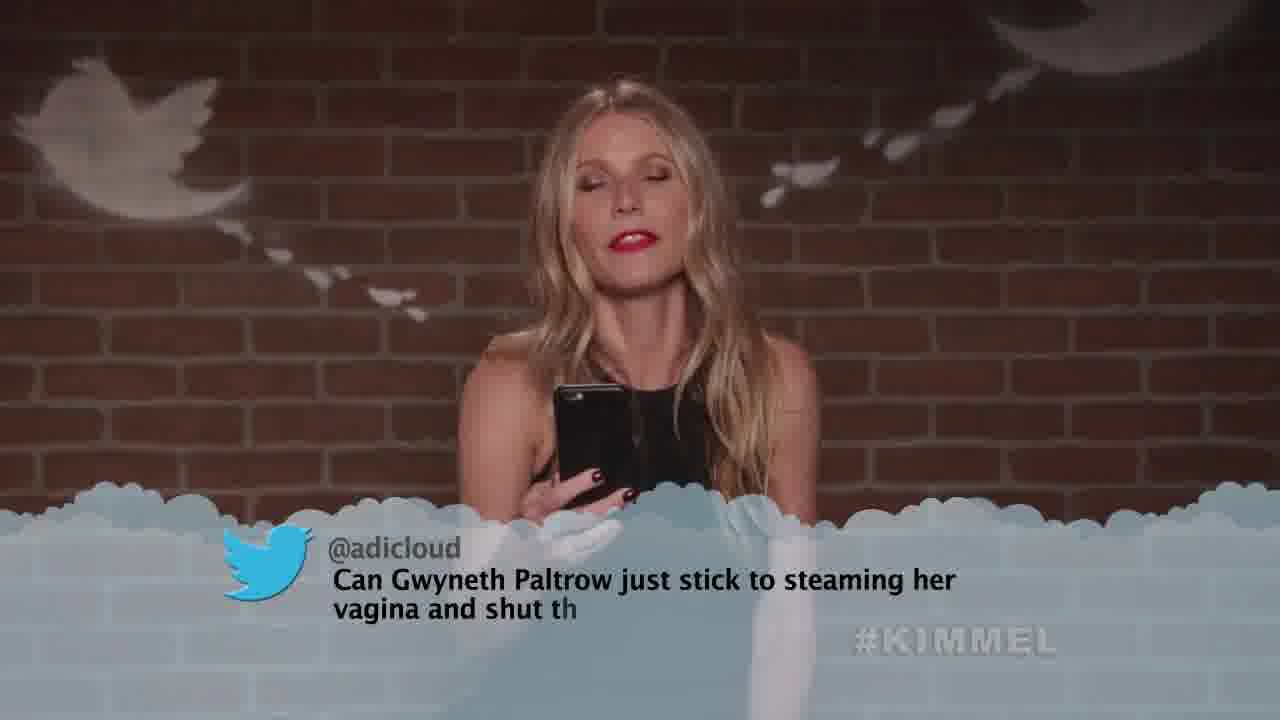 @adicloud
Can Gwyneth Paltrow just stick to steaming her
vagina and shut th
#KIMMEL